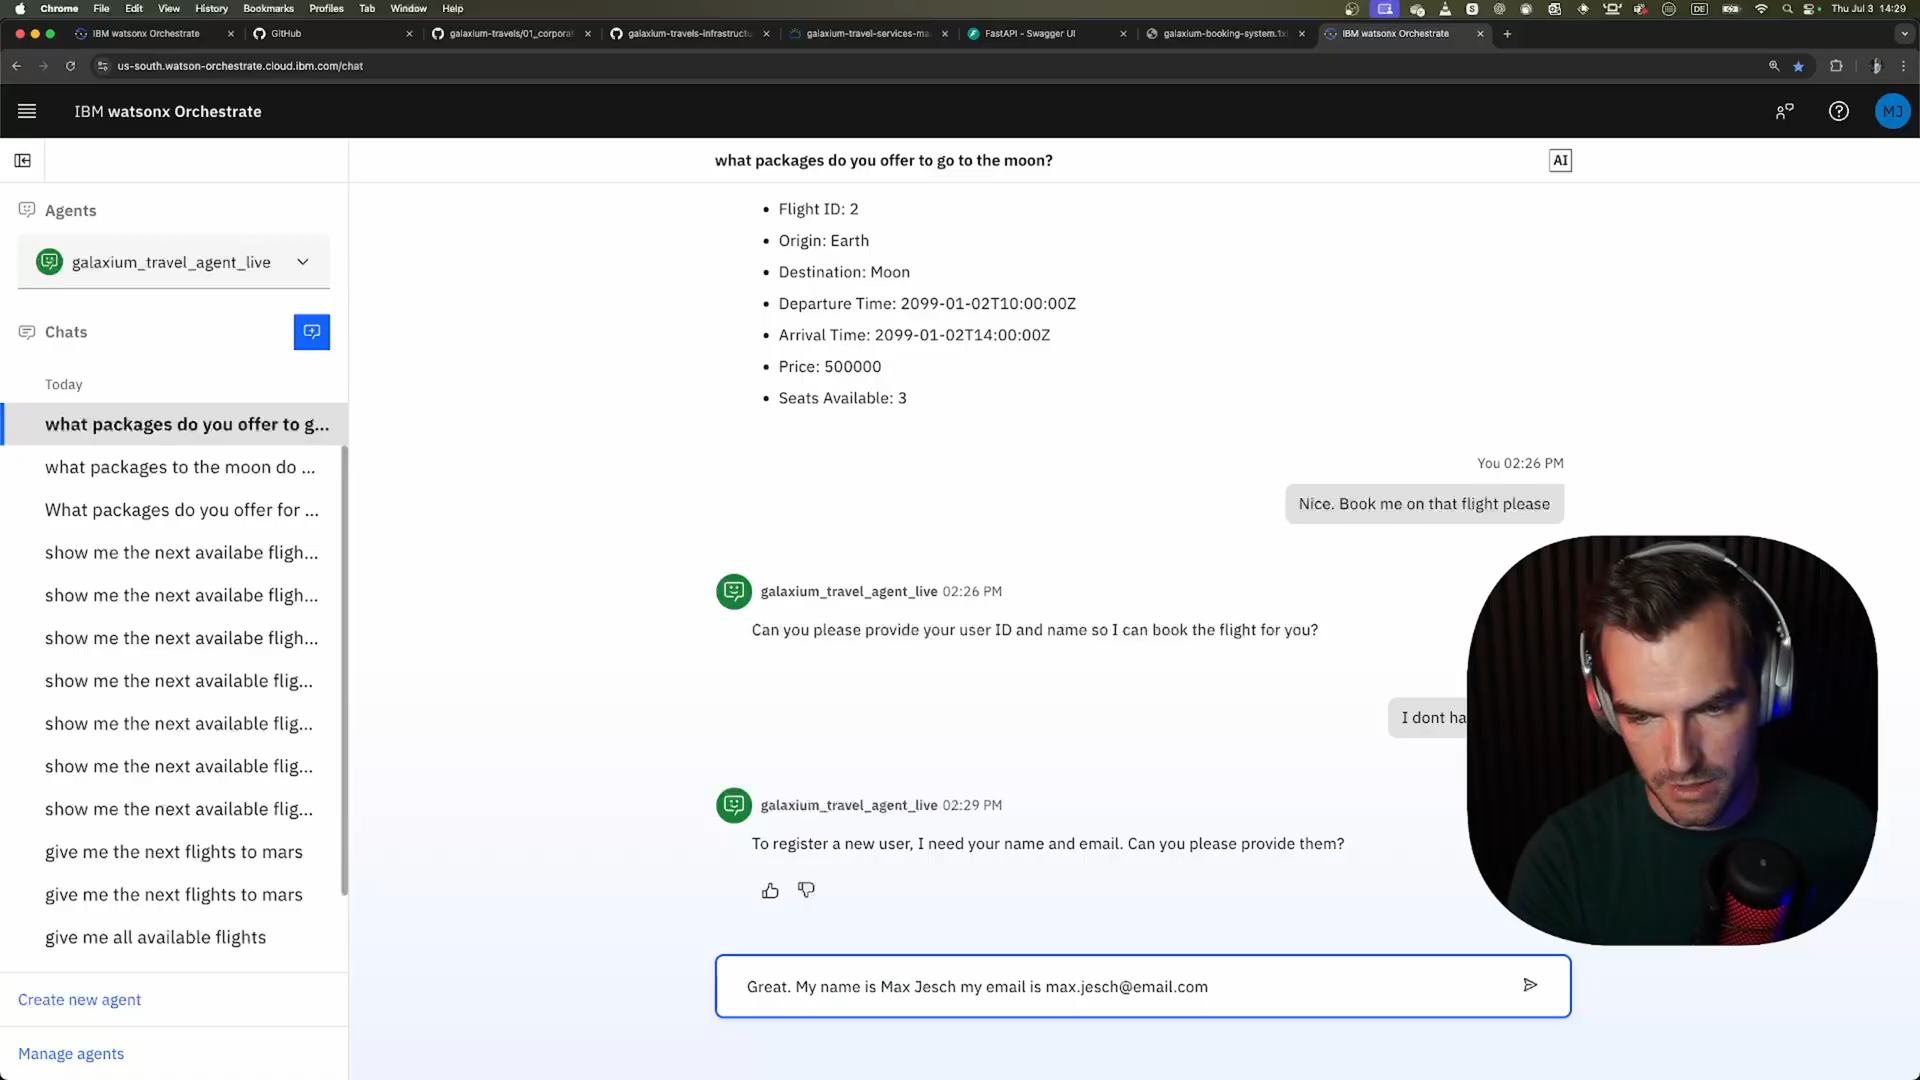 Chrome File Edit View History Bookmarks Profiles Tab Window Help
DE
Thu Jul 3 14:29
IBM watsonx Orchestrate
GitHub
galaxium-travels/01_corporat
galaxium-travels-infrastructu
galaxium-travel-services-ma
FastAPI - Swagger UI
galaxium-booking-system.1x
IBM watsonx Orchestrate
us-south.watson-orchestrate.cloud.ibm.com/chat
IBM watsonx Orchestrate
MJ
what packages do you offer to go to the moon?
AI
Agents
galaxium_travel_agent_live
Chats
Today
what packages do you offer to g...
what packages to the moon do ...
What packages do you offer for ...
show me the next availabe fligh...
show me the next availabe fligh...
show me the next availabe fligh...
show me the next available flig...
show me the next available flig...
show me the next available flig...
show me the next available flig...
give me the next flights to mars
give me the next flights to mars
give me all available flights
Create new agent
Manage agents
• Flight ID: 2
• Origin: Earth
• Destination: Moon
• Departure Time: 2099-01-02T10:00:00Z
• Arrival Time: 2099-01-02T14:00:00Z
• Price: 500000
• Seats Available: 3
You 02:26 PM
Nice. Book me on that flight please
galaxium_travel_agent_live 02:26 PM
Can you please provide your user ID and name so I can book the flight for you?
I dont ha
galaxium_travel_agent_live 02:29 PM
To register a new user, I need your name and email. Can you please provide them?
Great. My name is Max Jesch my email is max.jesch@email.com